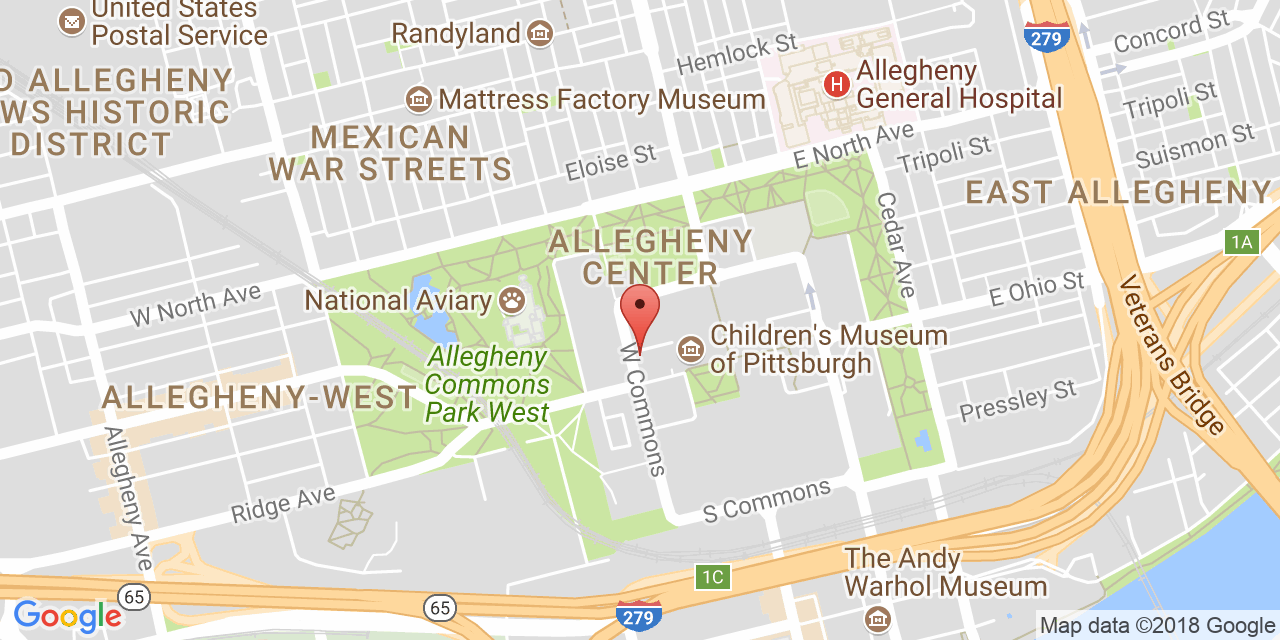 United States
Postal Service
Randyland
Hemlock St
279
Concord St
D ALLEGHENY
WS HISTORIC
DISTRICT
Mattress Factory Museum
H
Allegheny
General Hospital
Tripoli St
MEXICAN
WAR STREETS
Eloise St
E North Ave
Tripoli St
Suismon St
EAST ALLEGHENY
Cedar Ave
1A
ALLEGHENY
CENTER
W North Ave
National Aviary
E Ohio St
Veterans Bridge
Children's Museum
of Pittsburgh
W Commons
Allegheny
Commons
Park West
ALLEGHENY-WEST
Pressley St
Allegheny Ave
Ridge Ave
S Commons
The Andy
Warhol Museum
1C
65
65
279
Google
Map data ©2018 Google